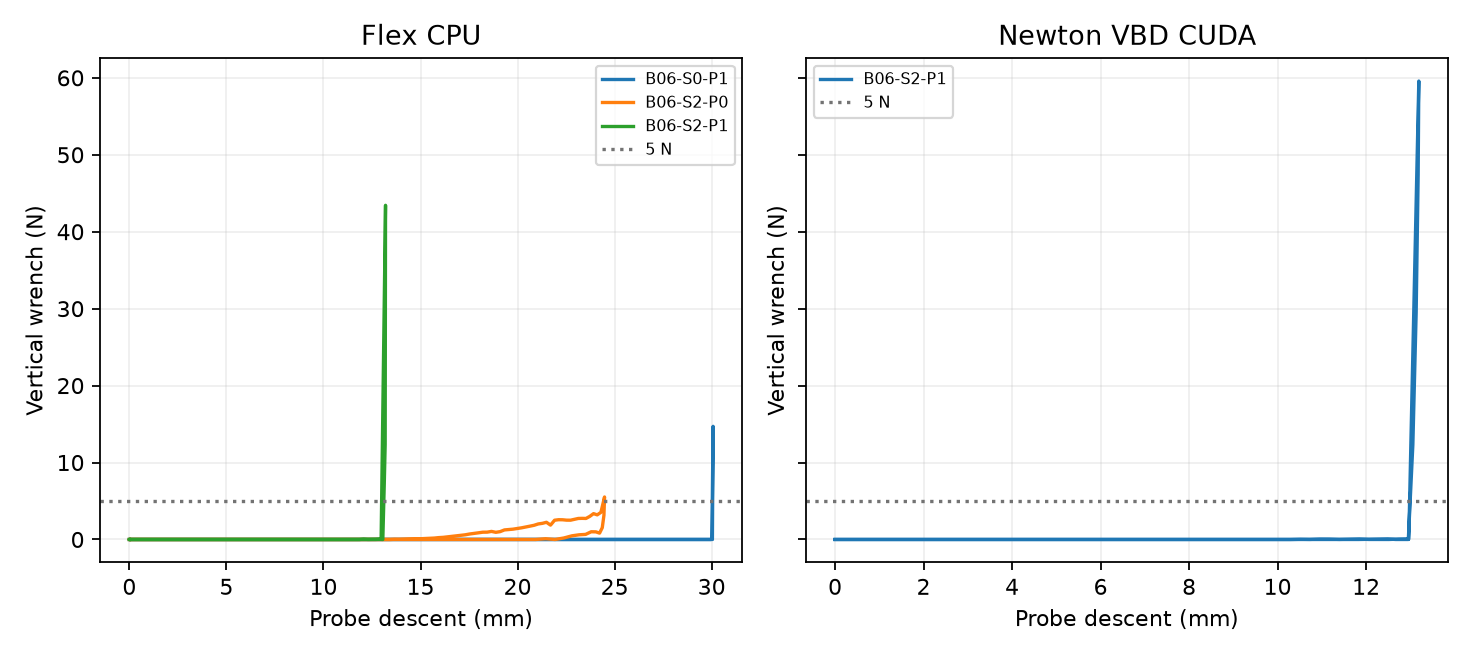 Flex CPU
Vertical wrench (N)
60
50
40
30
20
10
0
0 5 10 15 20 25 30
Probe descent (mm)
B06-S0-P1
B06-S2-P0
B06-S2-P1
5 N
Newton VBD CUDA
Vertical wrench (N)
0 2 4 6 8 10 12
Probe descent (mm)
B06-S2-P1
5 N